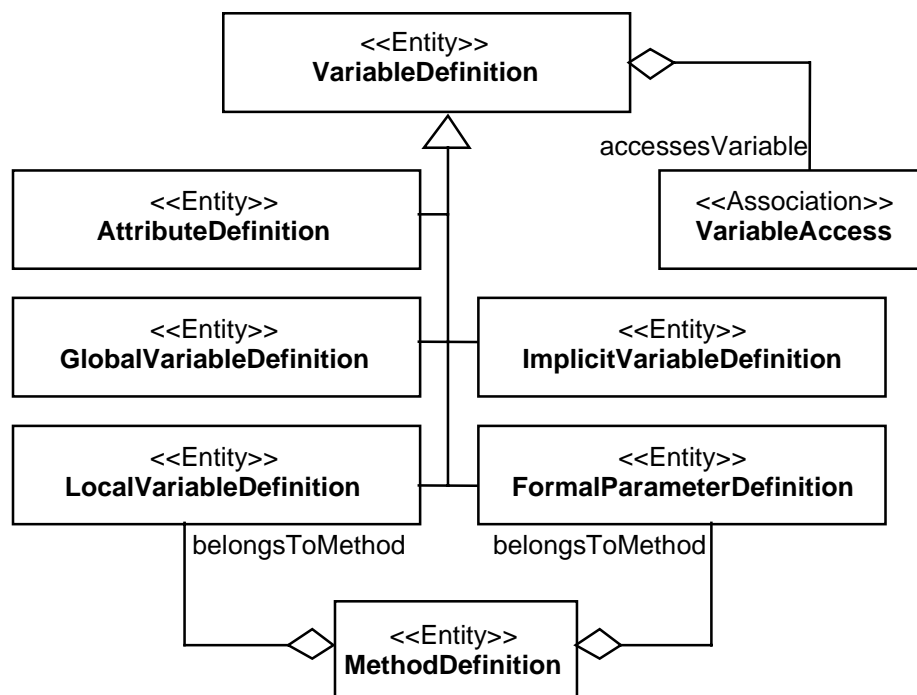 <<Entity>>
VariableDefinition
accessesVariable
<<Entity>>
AttributeDefinition
<<Association>>
VariableAccess
<<Entity>>
GlobalVariableDefinition
<<Entity>>
ImplicitVariableDefinition
<<Entity>>
LocalVariableDefinition
<<Entity>>
FormalParameterDefinition
belongsToMethod
belongsToMethod
<<Entity>>
MethodDefinition